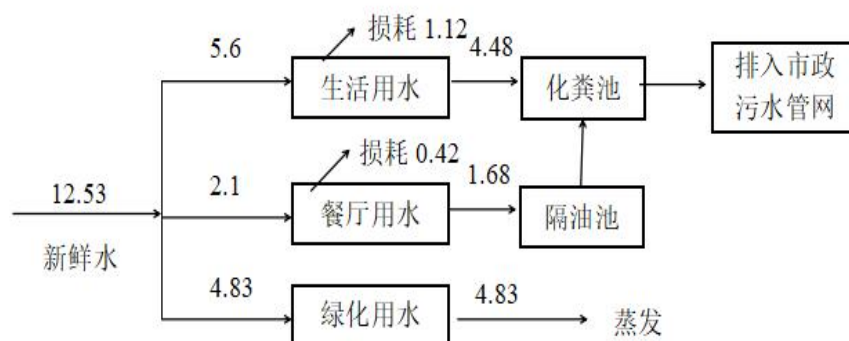 损耗 1.12
5.6
4.48
生活用水
化粪池
排入市政
污水管网
损耗 0.42
12.53
2.1
1.68
餐厅用水
隔油池
新鲜水
4.83
绿化用水
4.83
蒸发